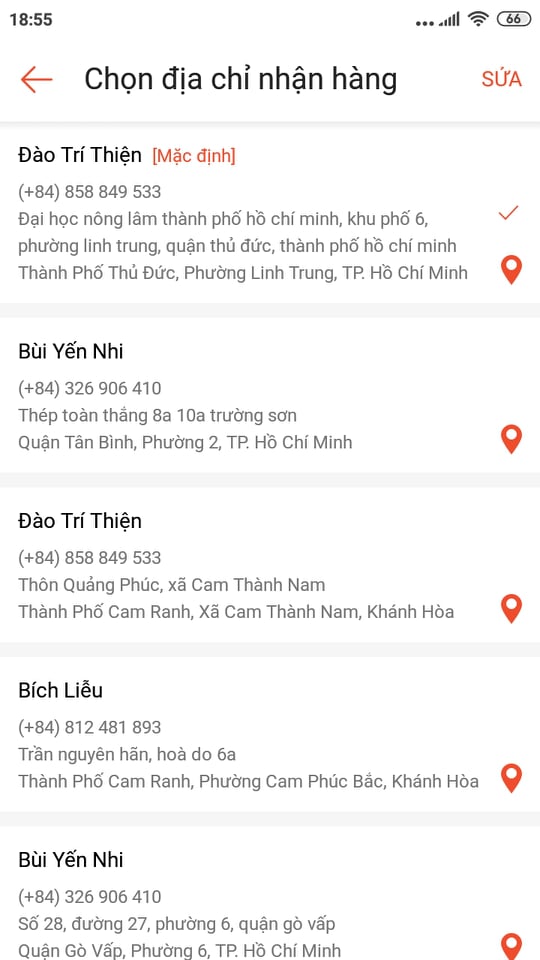 18:55
66
Chọn địa chỉ nhận hàng
SỬA
Đào Trí Thiện [Mặc định]
(+84) 858 849 533
Đại học nông lâm thành phố hồ chí minh, khu phố 6,
phường linh trung, quận thủ đức, thành phố hồ chí minh
Thành Phố Thủ Đức, Phường Linh Trung, TP. Hồ Chí Minh
Bùi Yến Nhi
(+84) 326 906 410
Thép toàn thắng 8a 10a trường sơn
Quận Tân Bình, Phường 2, TP. Hồ Chí Minh
Đào Trí Thiện
(+84) 858 849 533
Thôn Quảng Phúc, xã Cam Thành Nam
Thành Phố Cam Ranh, Xã Cam Thành Nam, Khánh Hòa
Bích Liễu
(+84) 812 481 893
Trần nguyên hãn, hoà do 6a
Thành Phố Cam Ranh, Phường Cam Phúc Bắc, Khánh Hòa
Bùi Yến Nhi
(+84) 326 906 410
Số 28, đường 27, phường 6, quận gò vấp
Quận Gò Vấp, Phường 6, TP. Hồ Chí Minh